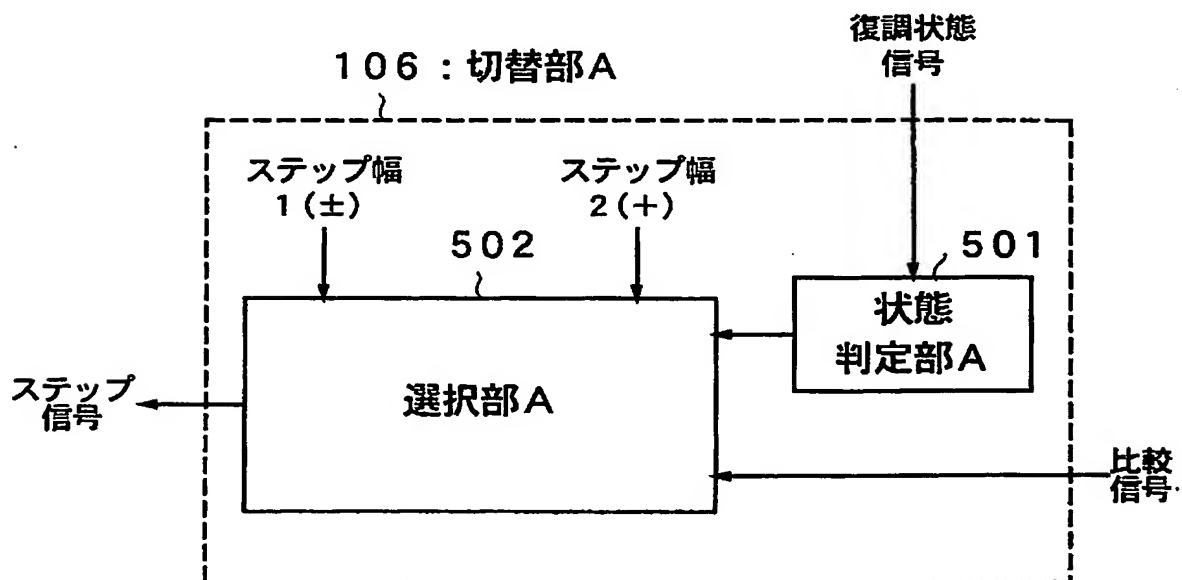 復調状態
信号
106：切替部A
ステップ幅
1(±)
ステップ幅
2(+)
502
501
状態
判定部A
ステップ
信号
選択部A
比較
信号